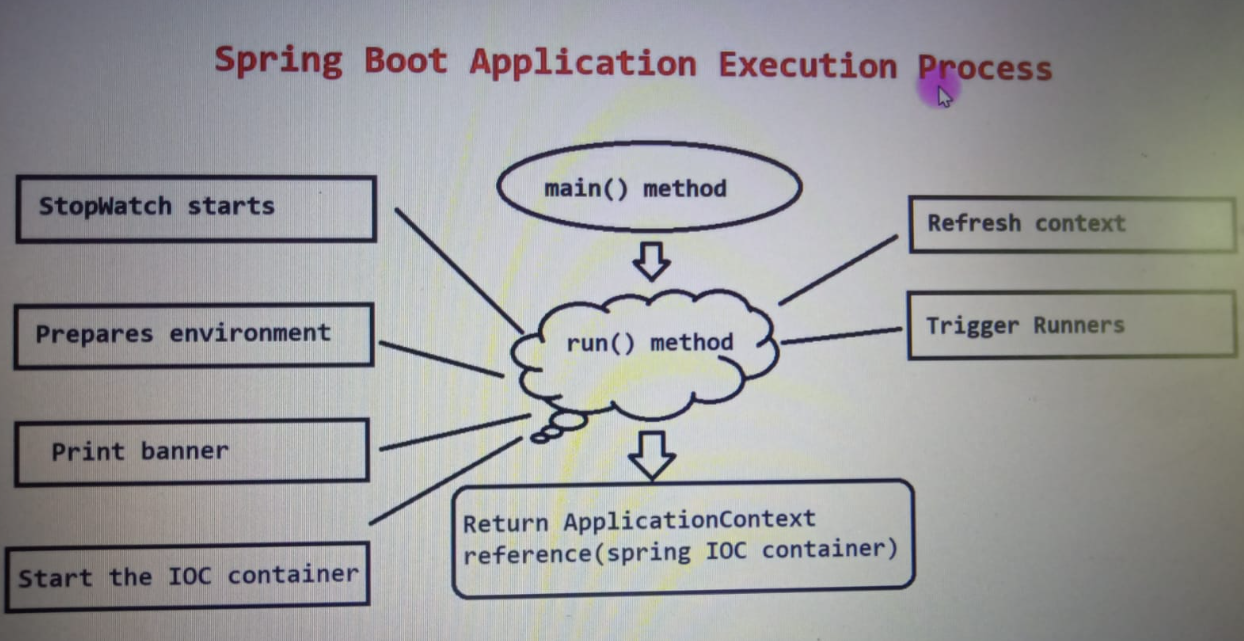 Spring Boot Application Execution Process
main() method
StopWatch starts
Prepares environment
Print banner
Start the IOC container
run() method
Refresh context
Trigger Runners
Return ApplicationContext
reference(spring IOC container)